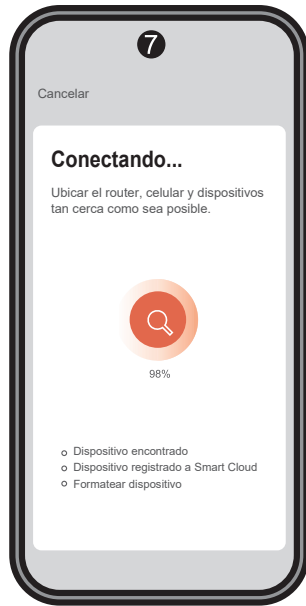 7
Cancelar
Conectando...
Ubicar el router, celular y dispositivos
tan cerca como sea posible.
98%
Dispositivo encontrado
Dispositivo registrado a Smart Cloud
Formatear dispositivo